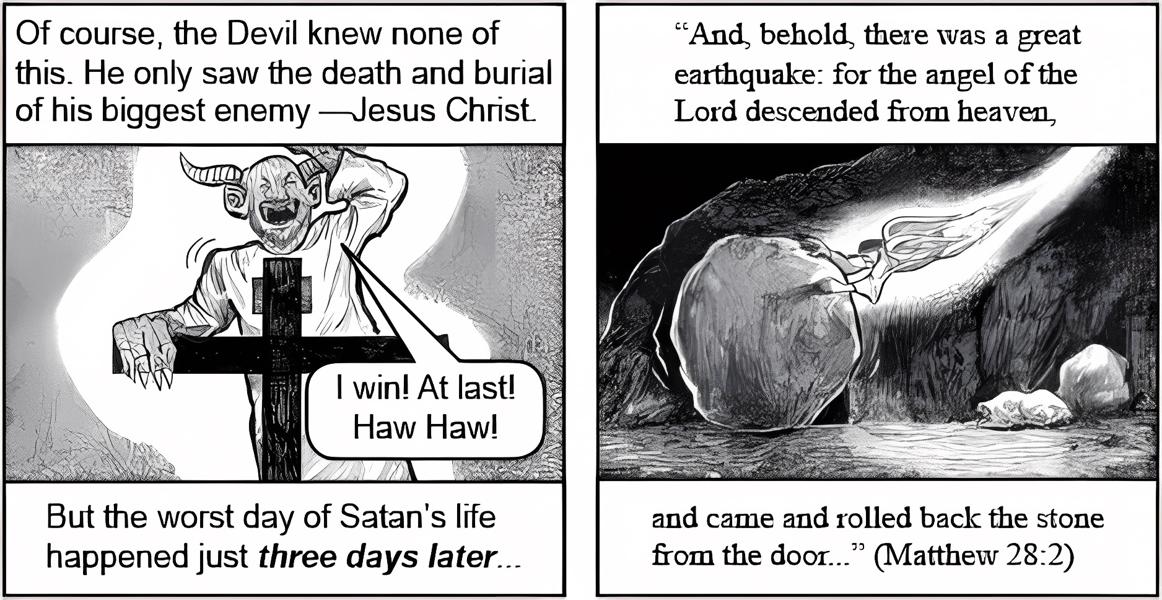 Of course, the Devil knew none of
this. He only saw the death and burial
of his biggest enemy —Jesus Christ.
I win! At last!
Haw Haw!
But the worst day of Satan's life
happened just three days later...
“And, behold, there was a great
earthquake: for the angel of the
Lord descended from heaven,
and came and rolled back the stone
from the door...” (Matthew 28:2)